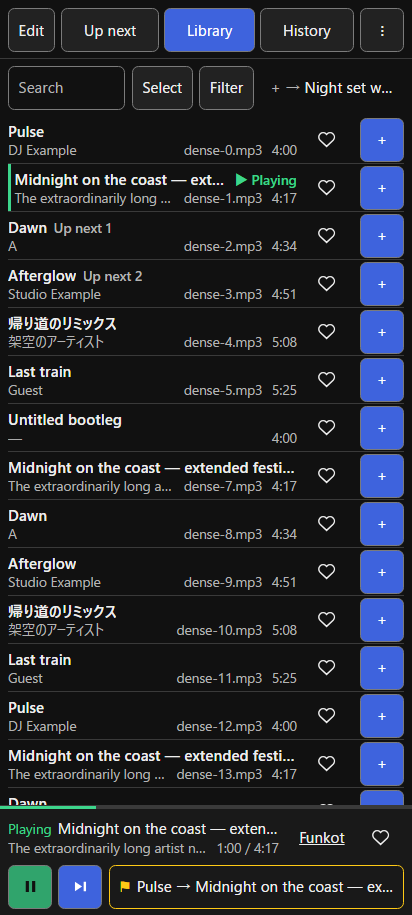 Edit Up next Library History ⋮
Search Select Filter + → Night set w...
Pulse
DJ Example dense-0.mp3 4:00 +
Midnight on the coast — ext... ▶ Playing
The extraordinarily long ... dense-1.mp3 4:17 +
Dawn Up next 1
A dense-2.mp3 4:34 +
Afterglow Up next 2
Studio Example dense-3.mp3 4:51 +
帰り道のリミックス
架空のアーティスト dense-4.mp3 5:08 +
Last train
Guest dense-5.mp3 5:25 +
Untitled bootleg
— 4:00 +
Midnight on the coast — extended festi...
The extraordinarily long a... dense-7.mp3 4:17 +
Dawn
A dense-8.mp3 4:34 +
Afterglow
Studio Example dense-9.mp3 4:51 +
帰り道のリミックス
架空のアーティスト dense-10.mp3 5:08 +
Last train
Guest dense-11.mp3 5:25 +
Pulse
DJ Example dense-12.mp3 4:00 +
Midnight on the coast — extended festi...
The extraordinarily long ... dense-13.mp3 4:17 +
Dawn
Playing Midnight on the coast — exten...
The extraordinarily long artist n... 1:00 / 4:17 Funkot
Pulse → Midnight on the coast — ex...